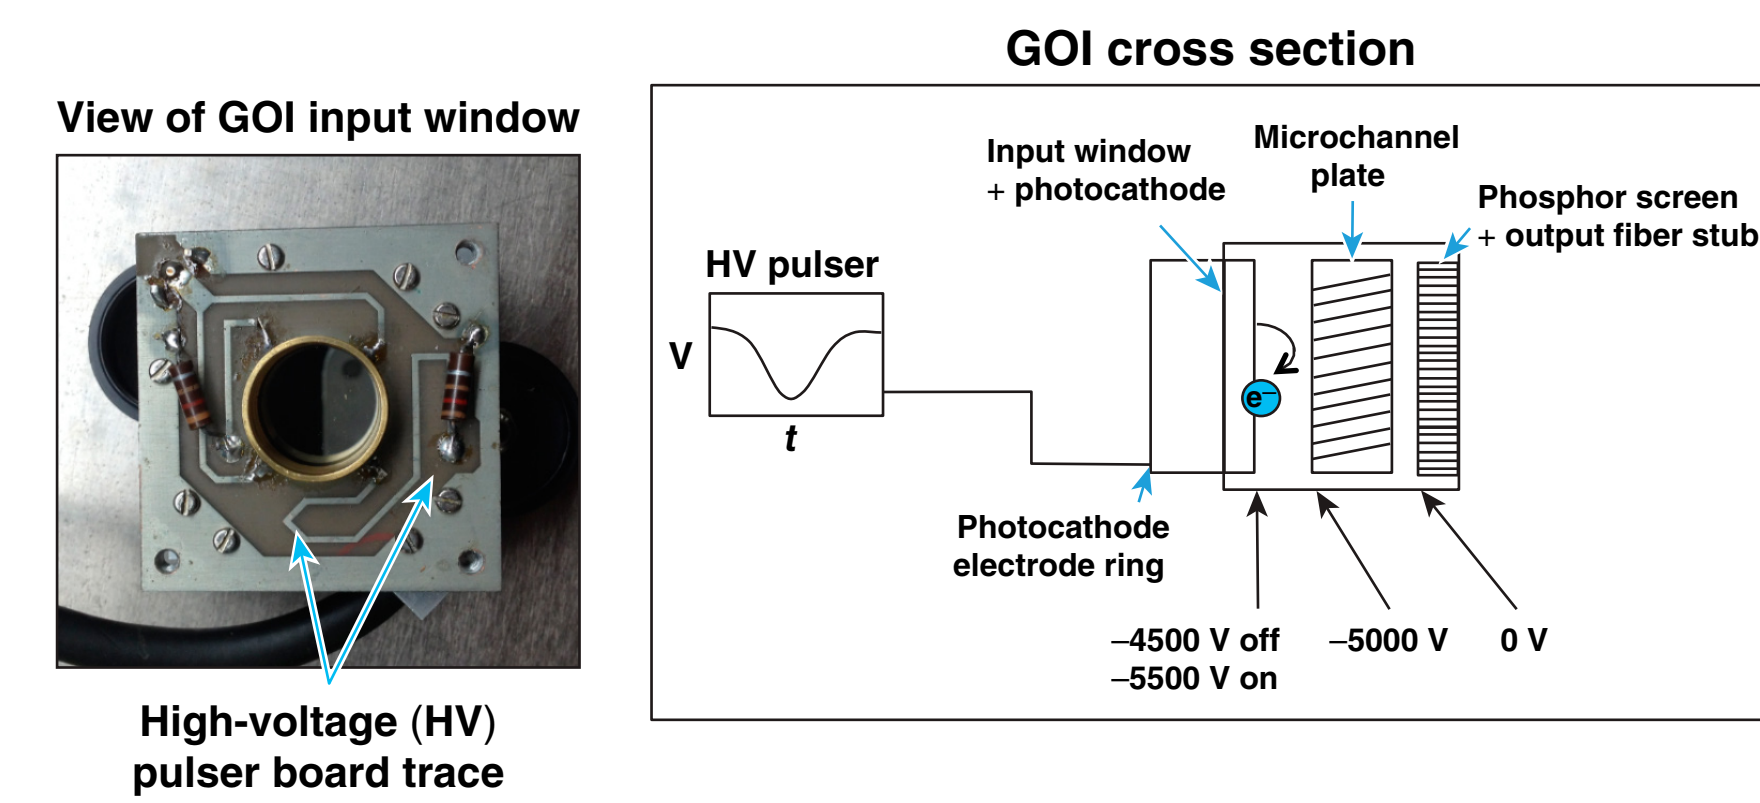 GOI cross section
View of GOI input window
High-voltage (HV)
pulser board trace
Input window
+ photocathode
Microchannel
plate
Phosphor screen
+ output fiber stub
HV pulser
V
t
e–
Photocathode
electrode ring
–4500 V off
–5500 V on
–5000 V
0 V